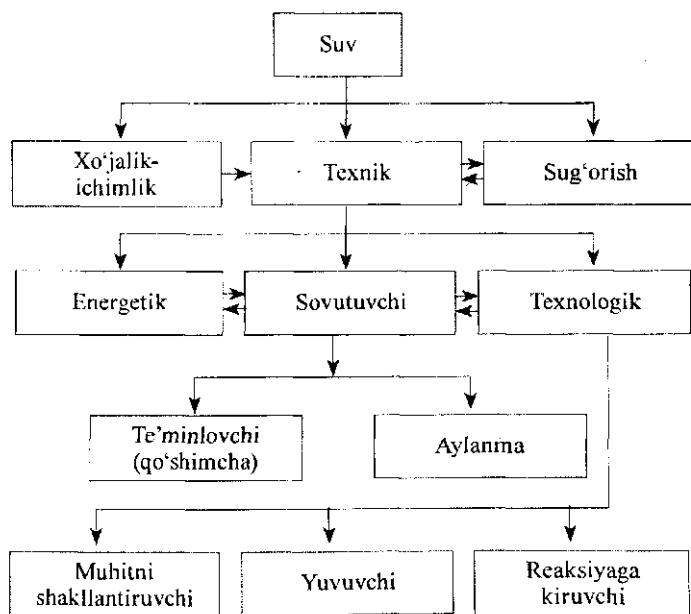 Suv
Xo‘jalik-
ichimlik
Texnik
Sug‘orish
Energetik
Sovutuvchi
Texnologik
Te’minlovchi
(qo‘shimcha)
Aylanma
Muhitni
shakllantiruvchi
Yuvuvchi
Reaksiyaga
kiruvchi